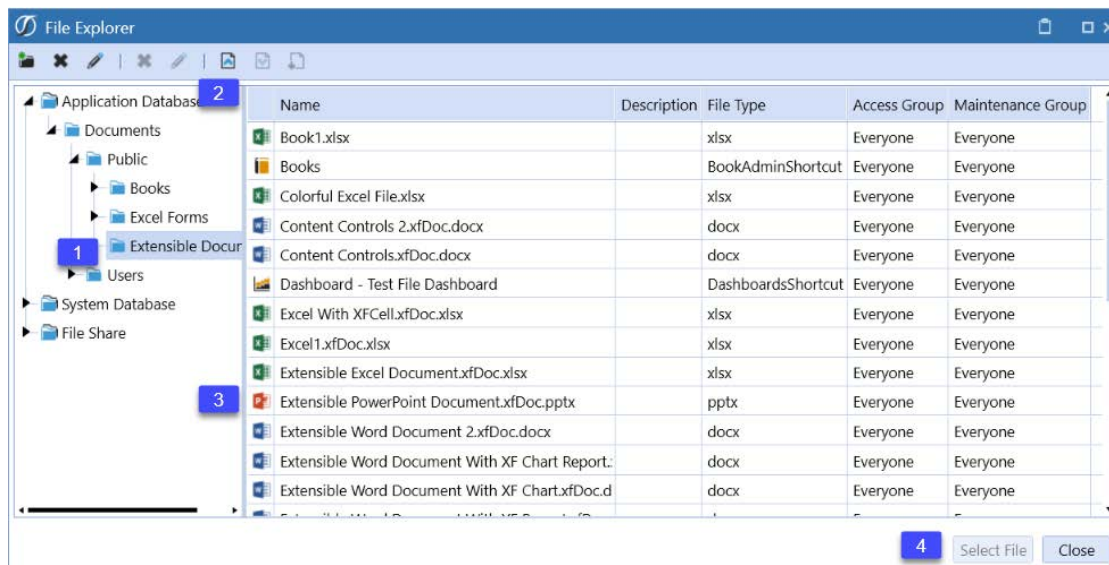 File Explorer
2
Application Database
Documents
Public
Books
Excel Forms
1
Extensible Docur
Users
System Database
File Share
Name Description File Type Access Group Maintenance Group
Book1.xlsx xlsx Everyone Everyone
Books BookAdminShortcut Everyone Everyone
Colorful Excel File.xlsx xlsx Everyone Everyone
Content Controls 2.xfDoc.docx docx Everyone Everyone
Content Controls.xfDoc.docx docx Everyone Everyone
Dashboard - Test File Dashboard DashboardsShortcut Everyone Everyone
Excel With XFCell.xfDoc.xlsx xlsx Everyone Everyone
Excel1.xfDoc.xlsx xlsx Everyone Everyone
Extensible Excel Document.xfDoc.xlsx xlsx Everyone Everyone
3
Extensible PowerPoint Document.xfDoc.pptx pptx Everyone Everyone
Extensible Word Document 2.xfDoc.docx docx Everyone Everyone
Extensible Word Document With XF Chart Report.: docx Everyone Everyone
Extensible Word Document With XF Chart.xfDoc.d docx Everyone Everyone
4
Select File
Close